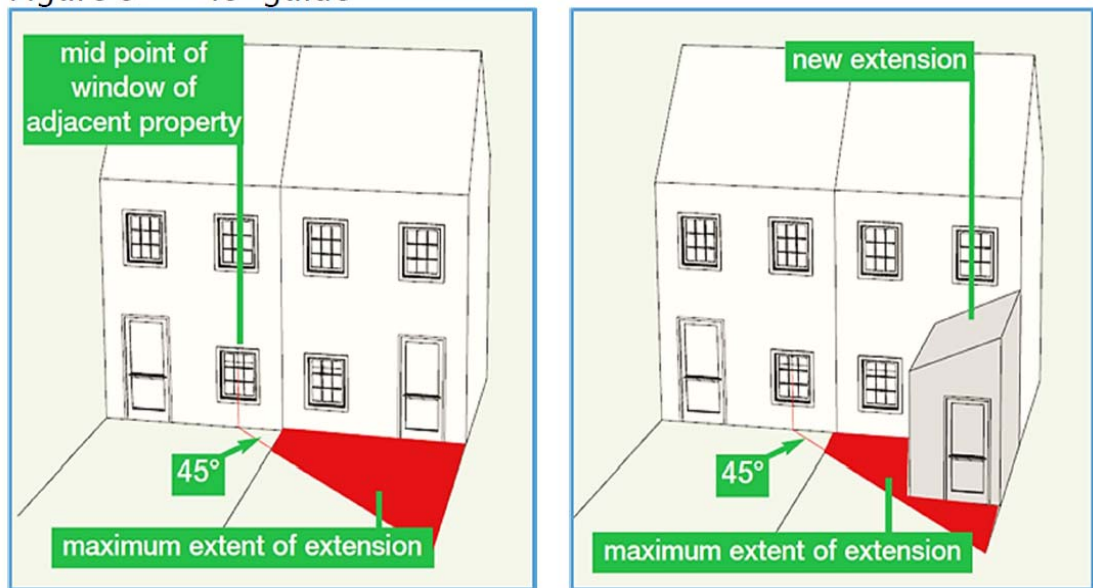 mid point of
window of
adjacent property
45°
maximum extent of extension
new extension
45°
maximum extent of extension